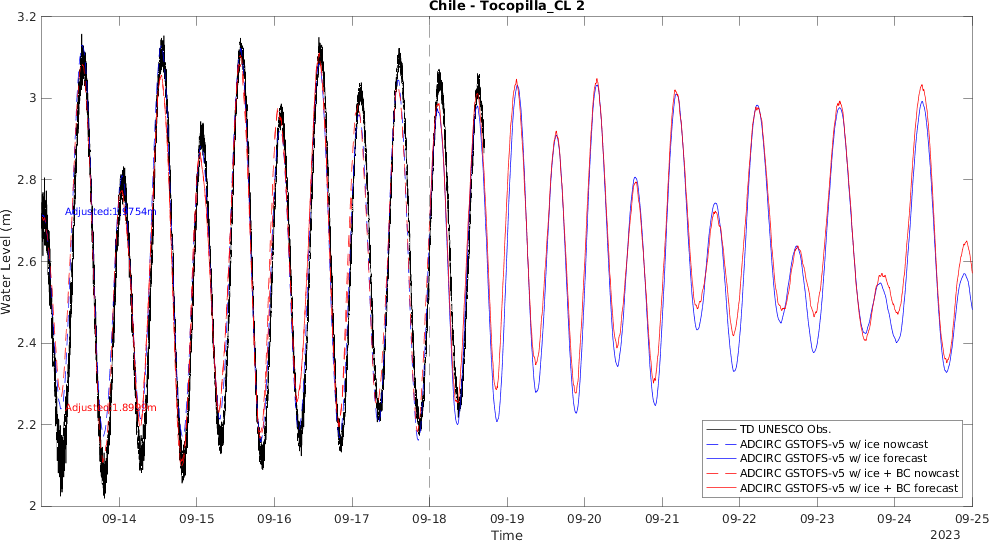 Chile - Tocopilla_CL 2
Water Level (m)
3.2
3
2.8
2.6
2.4
2.2
2
Adjusted:1.9754m
TD UNESCO Obs.
ADCIRC GSTOFS-v5 w/ ice nowcast
ADCIRC GSTOFS-v5 w/ ice forecast
ADCIRC GSTOFS-v5 w/ ice + BC nowcast
ADCIRC GSTOFS-v5 w/ ice + BC forecast
09-14
09-15
09-16
09-17
09-18
09-19
09-20
09-21
09-22
09-23
09-24
09-25
Time
2023